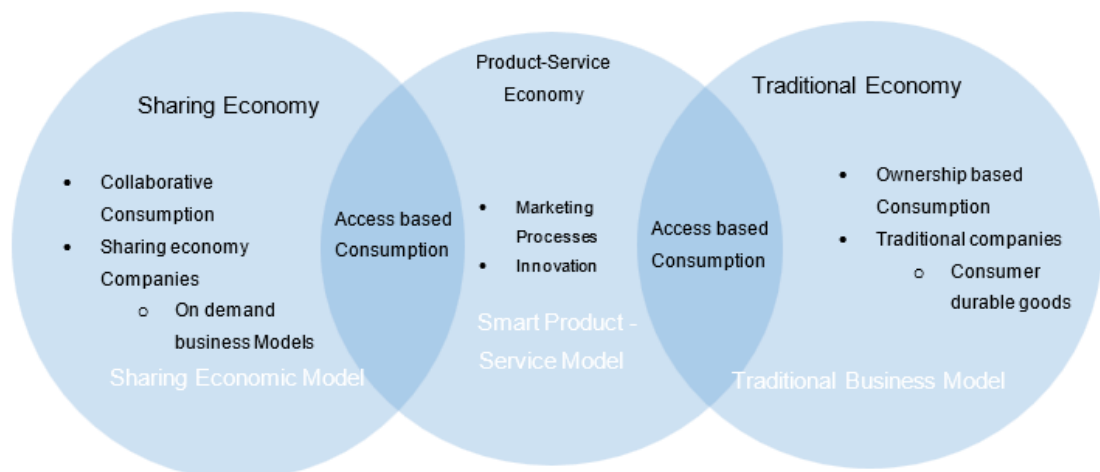 Sharing Economy
• Collaborative
Consumption
• Sharing economy
Companies
o On demand
business Models
Sharing Economic Model
Access based
Consumption
Product-Service
Economy
• Marketing
Processes
• Innovation
Smart Product -
Service Model
Access based
Consumption
Traditional Economy
• Ownership based
Consumption
• Traditional companies
o Consumer
durable goods
Traditional Business Model